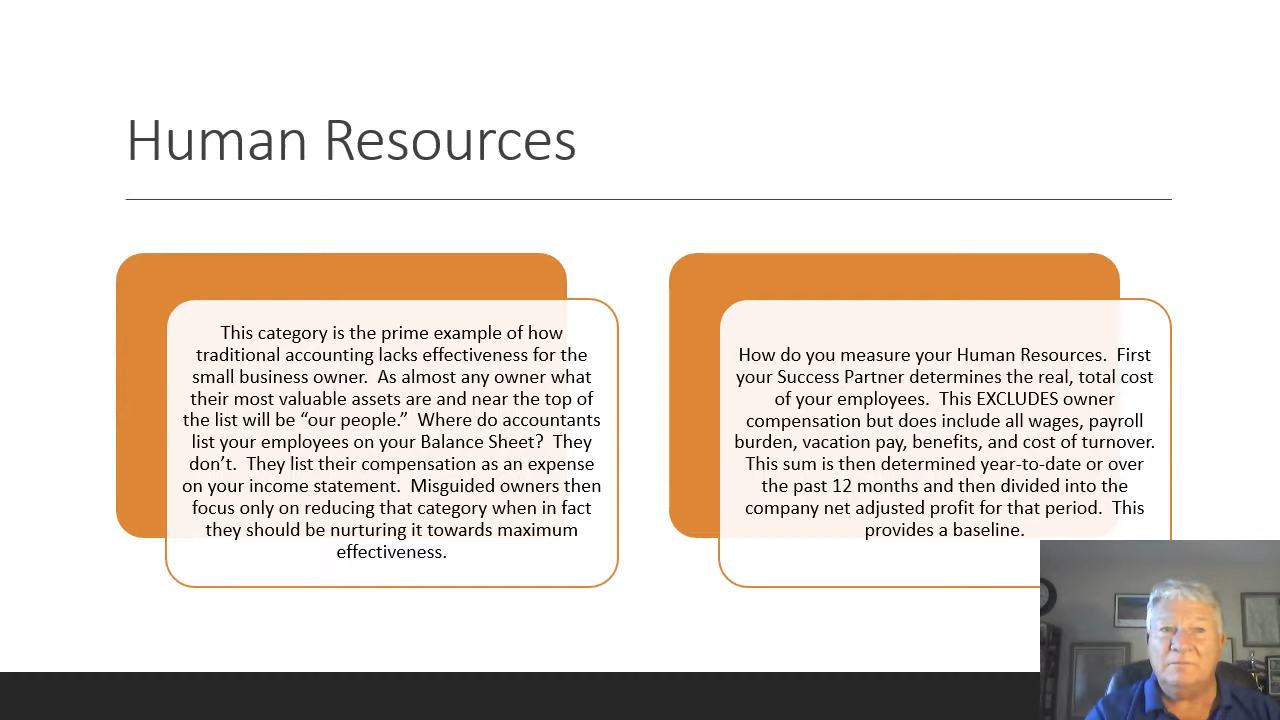 Human Resources
This category is the prime example of how
traditional accounting lacks effectiveness for the
small business owner.  As almost any owner what
their most valuable assets are and near the top of
the list will be “our people.”  Where do accountants
list your employees on your Balance Sheet?  They
don’t.  They list their compensation as an expense
on your income statement.  Misguided owners then
focus only on reducing that category when in fact
they should be nurturing it towards maximum
effectiveness.
How do you measure your Human Resources.  First
your Success Partner determines the real, total cost
of your employees.  This EXCLUDES owner
compensation but does include all wages, payroll
burden, vacation pay, benefits, and cost of turnover.
This sum is then determined year-to-date or over
the past 12 months and then divided into the
company net adjusted profit for that period.  This
provides a baseline.